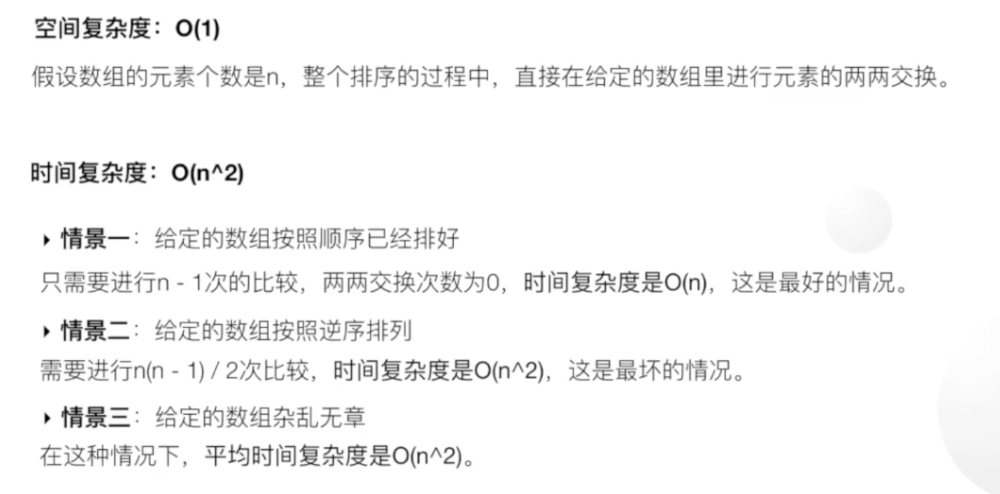 空间复杂度：O(1)
假设数组的元素个数是n，整个排序的过程中，直接在给定的数组里进行元素的两两交换。
时间复杂度：O(n^2)
情景一：给定的数组按照顺序已经排好
只需要进行n - 1次的比较，两两交换次数为0，时间复杂度是O(n)，这是最好的情况。
情景二：给定的数组按照逆序排列
需要进行n(n - 1) / 2次比较，时间复杂度是O(n^2)，这是最坏的情况。
情景三：给定的数组杂乱无章
在这种情况下，平均时间复杂度是O(n^2)。